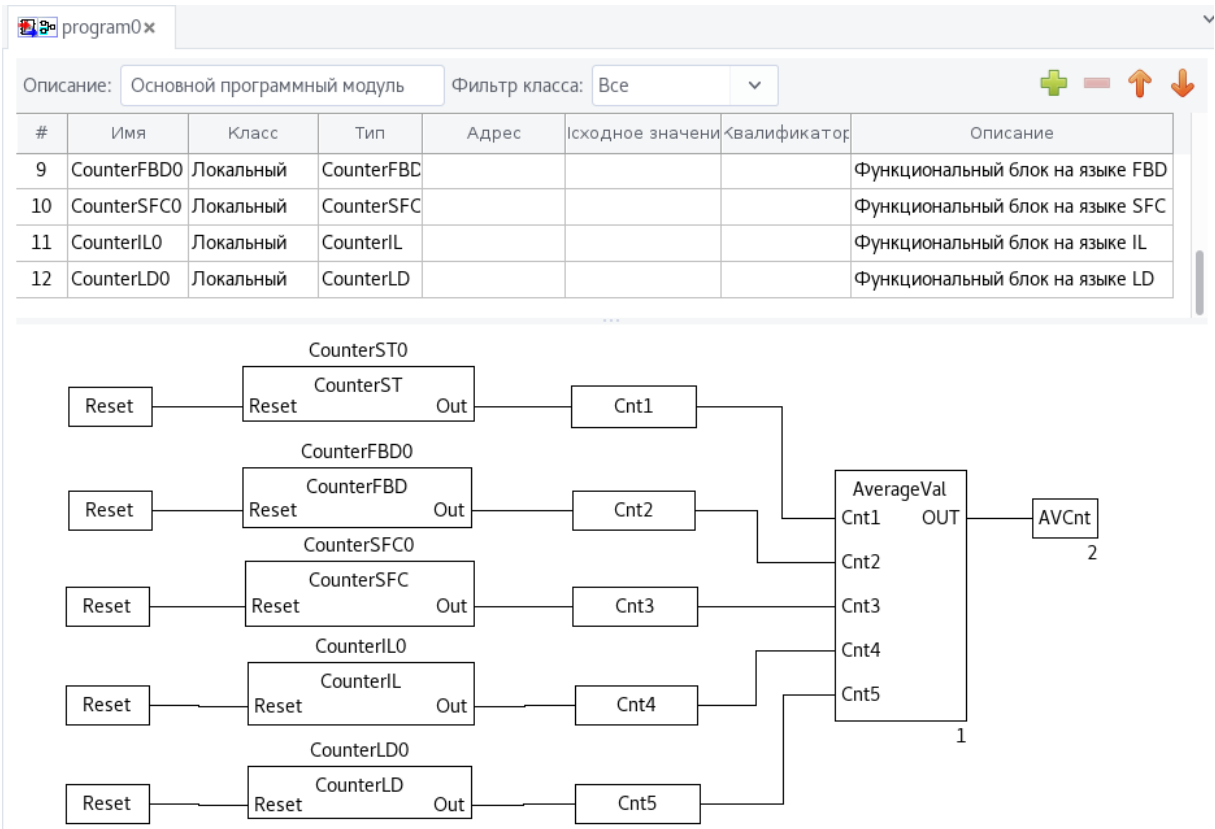 program0
Описание: Основной программный модуль Фильтр класса: Все
# Имя Класс Тип Адрес Исходное значени Квалификатор Описание
9 CounterFBD0 Локальный CounterFBD Функциональный блок на языке FBD
10 CounterSFC0 Локальный CounterSFC Функциональный блок на языке SFC
11 CounterIL0 Локальный CounterIL Функциональный блок на языке IL
12 CounterLD0 Локальный CounterLD Функциональный блок на языке LD
CounterST0
CounterST
Reset Reset Out Cnt1
CounterFBD0
CounterFBD
Reset Reset Out Cnt2
CounterSFC0
CounterSFC
Reset Reset Out Cnt3
CounterIL0
CounterIL
Reset Reset Out Cnt4
CounterLD0
CounterLD
Reset Reset Out Cnt5
AverageVal
Cnt1 OUT AVCnt
2
Cnt2
Cnt3
Cnt4
Cnt5
1